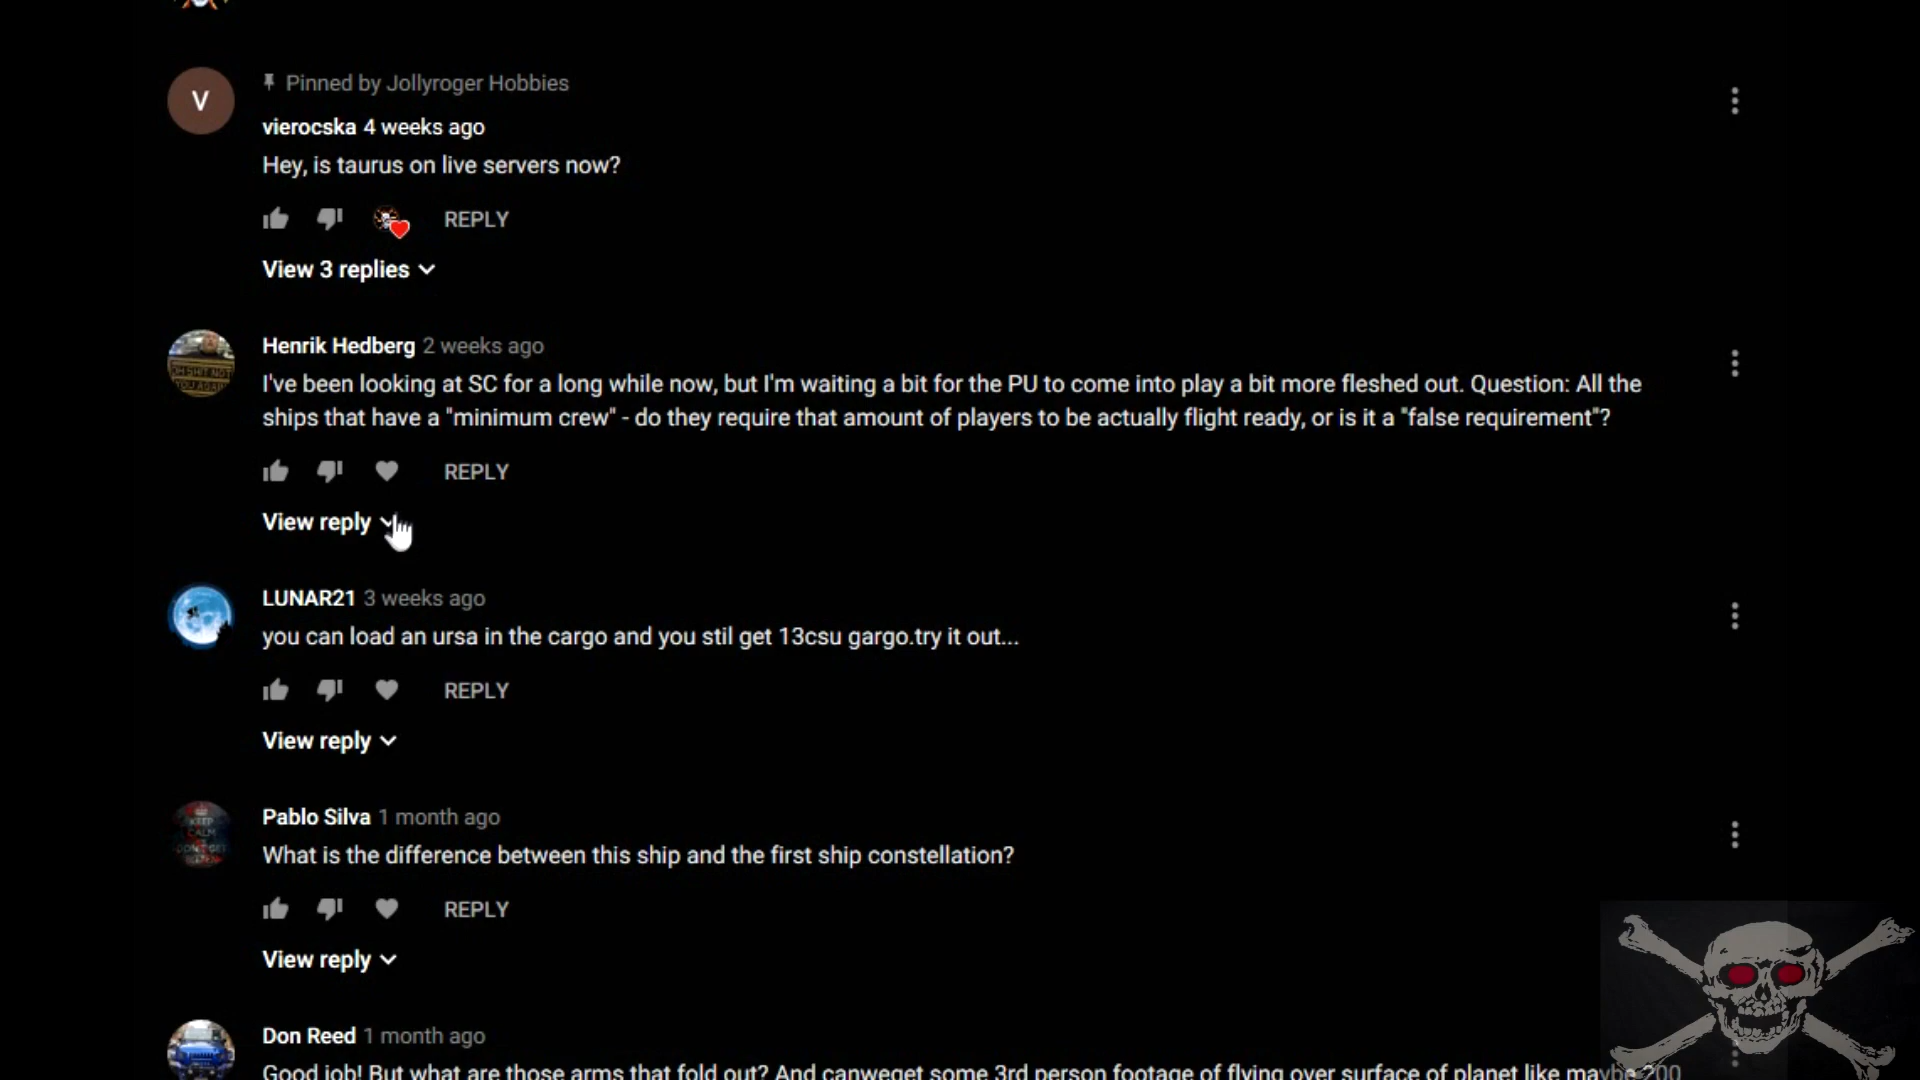 V
Pinned by Jollyroger Hobbies
vierocska 4 weeks ago
Hey, is taurus on live servers now?
REPLY
View 3 replies
Henrik Hedberg 2 weeks ago
I've been looking at SC for a long while now, but I'm waiting a bit for the PU to come into play a bit more fleshed out. Question: All the
ships that have a "minimum crew" - do they require that amount of players to be actually flight ready, or is it a "false requirement"?
REPLY
View reply
LUNAR21 3 weeks ago
you can load an ursa in the cargo and you stil get 13csu gargo.try it out...
REPLY
View reply
KEEP
CALM
Pablo Silva 1 month ago
What is the difference between this ship and the first ship constellation?
REPLY
View reply
Don Reed 1 month ago
Good job! But what are those arms that fold out? And canweget some 3rd person footage of flying over surface of planet like maybe 200